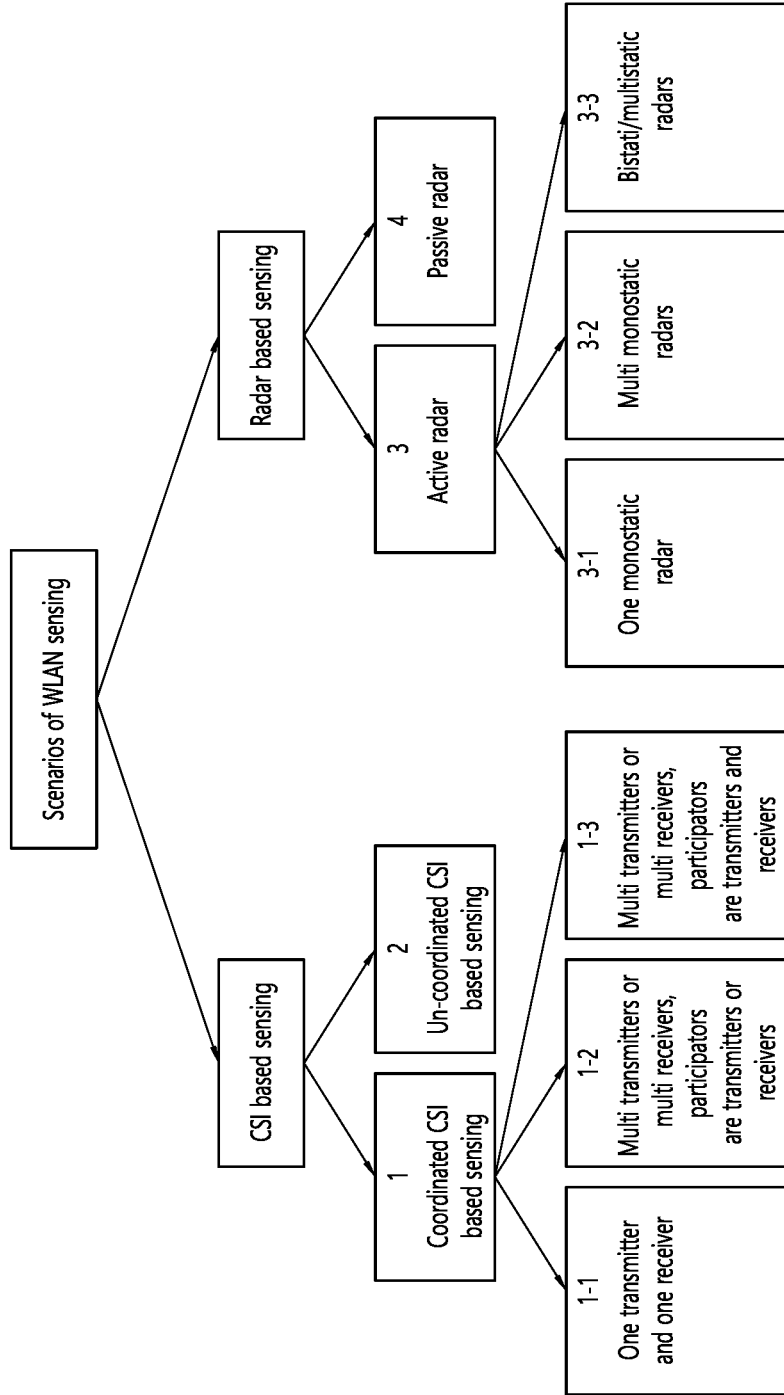 Scenarios of WLAN sensing
CSI based sensing
Radar based sensing
1
Coordinated CSI
based sensing
2
Un-coordinated CSI
based sensing
3
Active radar
4
Passive radar
1-1
One transmitter
and one receiver
1-2
Multi transmitters or
multi receivers,
participators
are transmitters or
receivers
1-3
Multi transmitters or
multi receivers,
participators
are transmitters and
receivers
3-1
One monostatic
radar
3-2
Multi monostatic
radars
3-3
Bistati/multistatic
radars